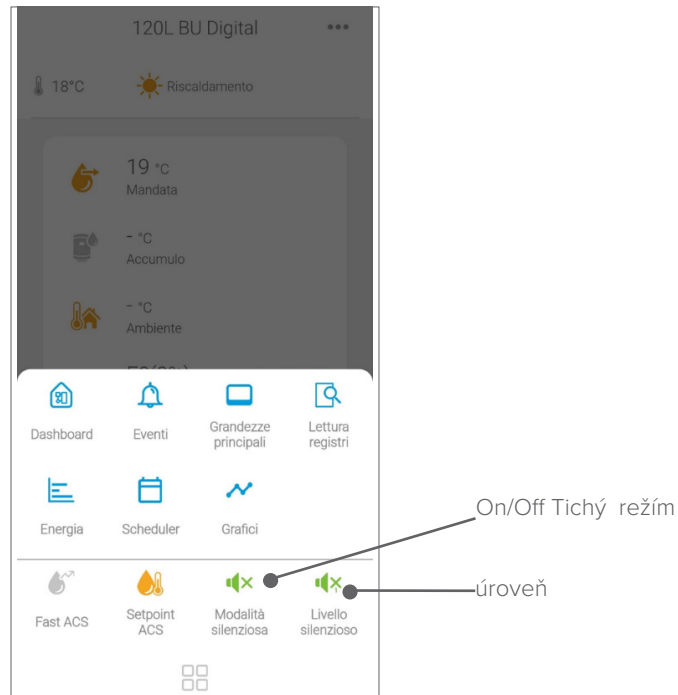 120L BU Digital
18°C
Riscaldamento
19 °C
Mandata
- °C
Accumulo
- °C
Ambiente
Dashboard
Eventi
Grandezze
principali
Lettura
registri
Energia
Scheduler
Grafici
On/Off Tichý režím
úroveň
Fast ACS
Setpoint
ACS
Modalità
silenziosa
Livello
silenzioso